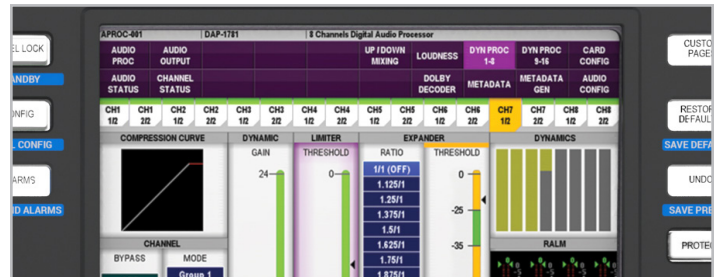 APROC-001 DAP-1781 8 Channels Digital Audio Processor
AUDIO PROC AUDIO OUTPUT UP/DOWN MIXING LOUDNESS DYN PROC 1-8 DYN PROC 9-16 CARD CONFIG
AUDIO STATUS CHANNEL STATUS DOLBY DECODER METADATA METADATA GEN AUDIO CONFIG
CH1 1/2 CH1 2/2 CH2 1/2 CH2 2/2 CH3 1/2 CH3 2/2 CH4 1/2 CH4 2/2 CH5 1/2 CH5 2/2 CH6 1/2 CH6 2/2 CH7 1/2 CH7 2/2 CH8 1/2 CH8 2/2
COMPRESSION CURVE DYNAMIC LIMITER EXPANDER DYNAMICS
GAIN THRESHOLD RATIO THRESHOLD
24 0 1/1 (OFF) 0
1.125/1
1.25/1
1.375/1 -25
1.5/1
1.625/1 -35
1.75/1
1.875/1
CHANNEL RALM
BYPASS MODE
Group 1
EL LOCK
ANDBY
ONFIG
L CONFIG
ARMS
ID ALARMS
CUSTO
PAGE
RESTOR
DEFAUL
SAVE DEFA
UNDO
SAVE PRE
PROTE